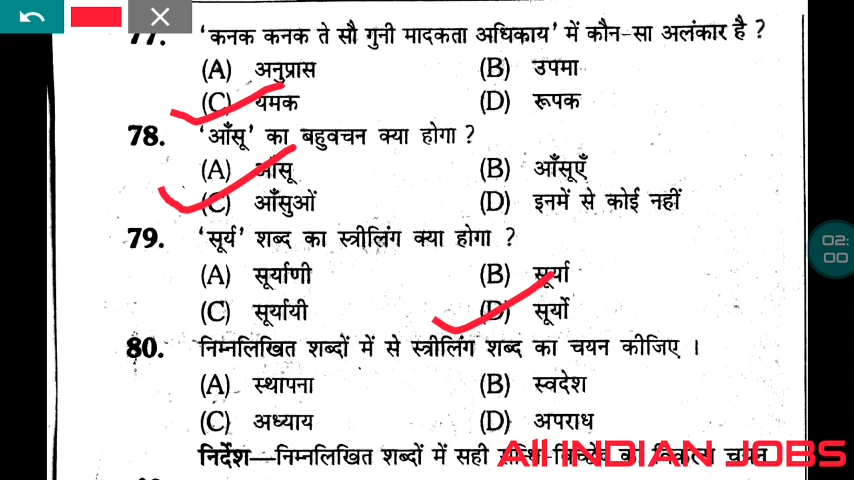 77. 'कनक कनक ते सौ गुनी मादकता अधिकाय' में कौन-सा अलंकार है ?
(A) अनुप्रास (B) उपमा
(C) यमक (D) रूपक
78. 'आँसू' का बहुवचन क्या होगा ?
(A) आँसू (B) आँसूएँ
(C) आँसुओं (D) इनमें से कोई नहीं
79. 'सूर्य' शब्द का स्त्रीलिंग क्या होगा ?
(A) सूर्याणी (B) सूर्या
(C) सूर्यायी (D) सूर्यो
02:00
80. निम्नलिखित शब्दों में से स्त्रीलिंग शब्द का चयन कीजिए ।
(A) स्थापना (B) स्वदेश
(C) अध्याय (D) अपराध
निर्देश—निम्नलिखित शब्दों में सही चयन
All INDIAN JOBS